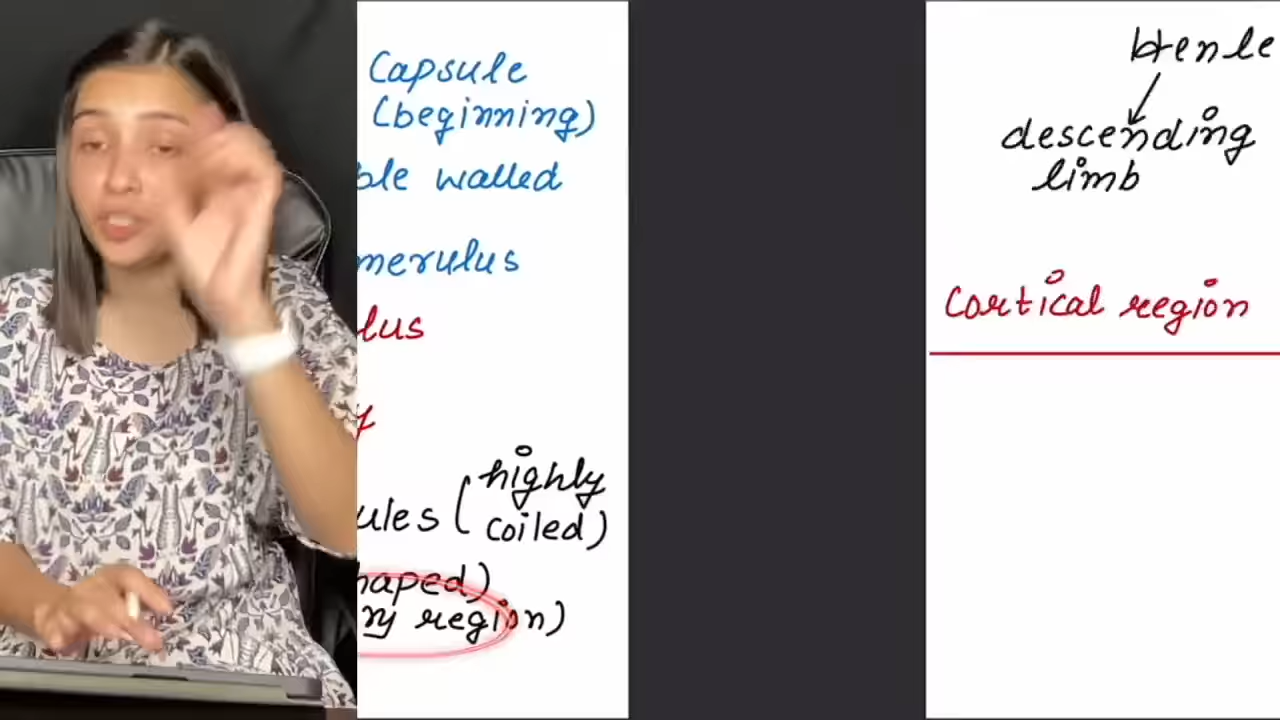 Capsule
(beginning)
ble walled
merulus
lus
y
highly
ules (
coiled)
haped)
ry region)
Henle
descending
limb
Cortical region